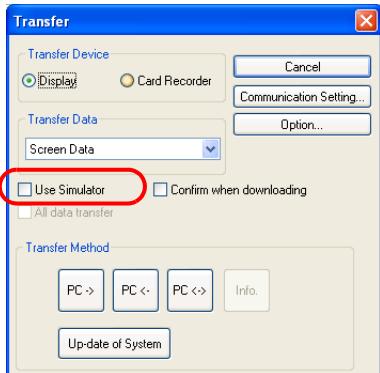 Transfer
Transfer Device
Display
Card Recorder
Cancel
Communication Setting...
Option...
Transfer Data
Screen Data
Use Simulator
Confirm when downloading
All data transfer
Transfer Method
PC ->
PC <-
PC <->
Info.
Up-date of System